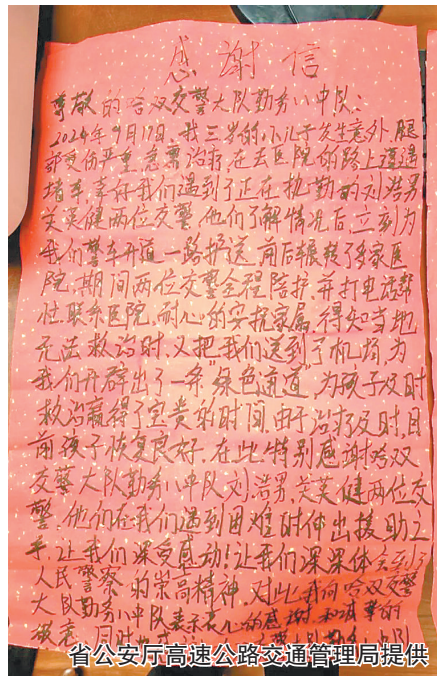 感谢信
尊敬的哈双交警大队勤务八中队:
2024年9月17日,我三岁的小儿子发生意外,腿
部受伤严重,急需治疗,在去医院的路上遭遇
堵车,幸好我们遇到了正在执勤的刘浩男
关英健两位交警,他们了解情况后,立刻为
我们警车开道一路护送,前后辗转了多家医
院,期间两位交警全程陪护,并打电话帮
忙联系医院,耐心的安抚家属,得知当地
无法救治时,又把我们送到了机场,为
我们开辟出了一条"绿色通道",为孩子及时
救治赢得了宝贵的时间,由于治疗及时,目
前孩子恢复良好,在此,特别感谢哈双
交警大队勤务八中队刘浩男、关英健两位交
警,他们在我们遇到困难时伸出援助之
手,让我们深受感动!让我们深深体会到了
人民警察的崇高精神,对此,我向哈双交警
大队勤务八中队表示衷心的感谢和诚挚的
敬意,同时
省公安厅高速公路交通管理局提供